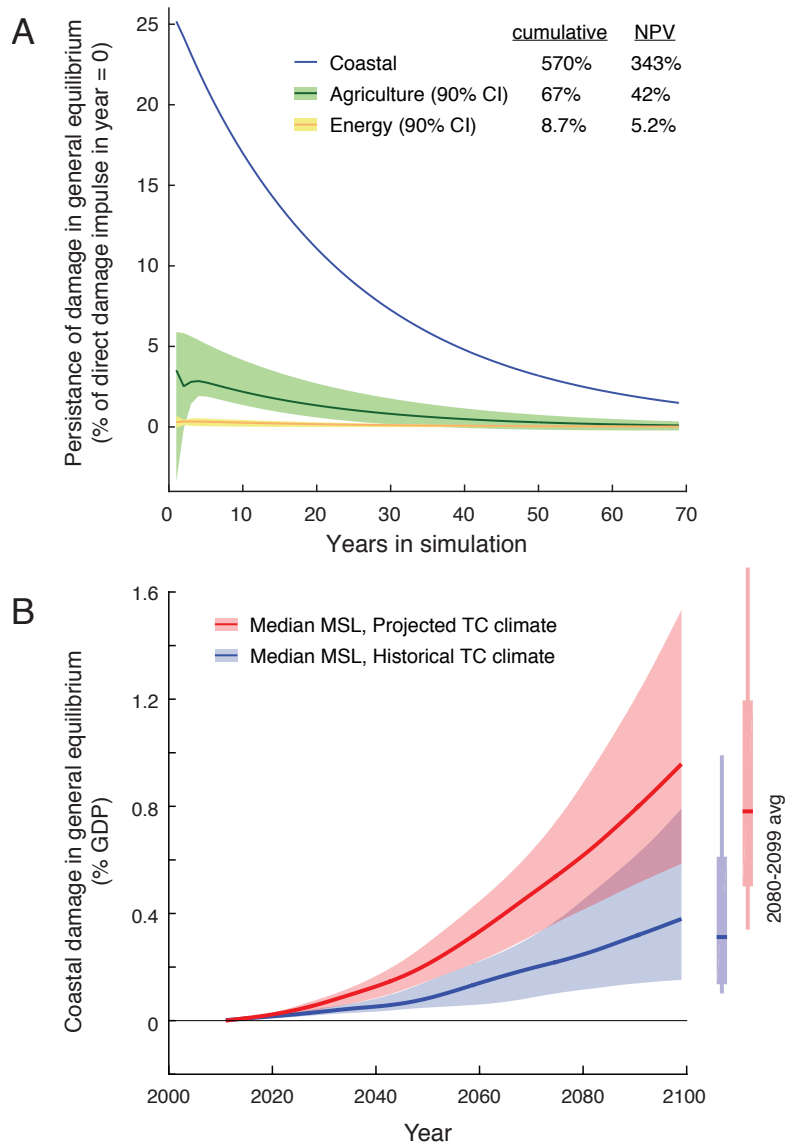 A
cumulative NPV
Coastal 570% 343%
Agriculture (90% CI) 67% 42%
Energy (90% CI) 8.7% 5.2%
Persistance of damage in general equilibrium
(% of direct damage impulse in year = 0)
25
20
15
10
5
0
0 10 20 30 40 50 60 70
Years in simulation
B
Median MSL, Projected TC climate
Median MSL, Historical TC climate
Coastal damage in general equilibrium
(% GDP)
1.6
1.2
0.8
0.4
0
2080-2099 avg
2000 2020 2040 2060 2080 2100
Year